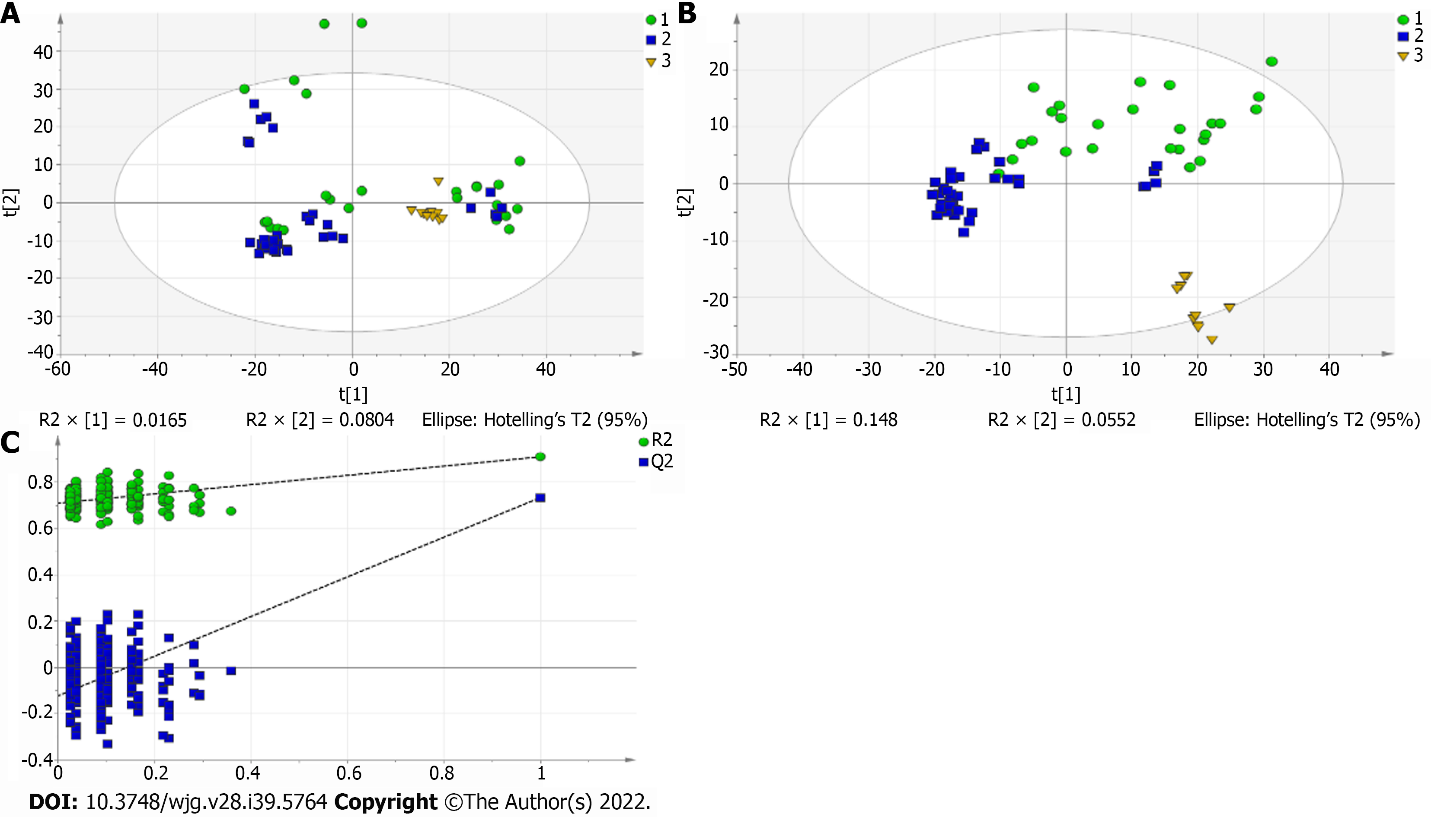 A
1
2
3
t[2]
40
30
20
10
0
-10
-20
-30
-40
-60 -40 -20 0 20 40
t[1]
R2 × [1] = 0.0165 R2 × [2] = 0.0804 Ellipse: Hotelling’s T2 (95%)
B
1
2
3
t[2]
20
10
0
-10
-20
-30
-50 -40 -30 -20 -10 0 10 20 30 40 50
t[1]
R2 × [1] = 0.148 R2 × [2] = 0.0552 Ellipse: Hotelling’s T2 (95%)
C
R2
Q2
0.8
0.6
0.4
0.2
0
-0.2
-0.4
0 0.2 0.4 0.6 0.8 1
DOI: 10.3748/wjg.v28.i39.5764 Copyright ©The Author(s) 2022.